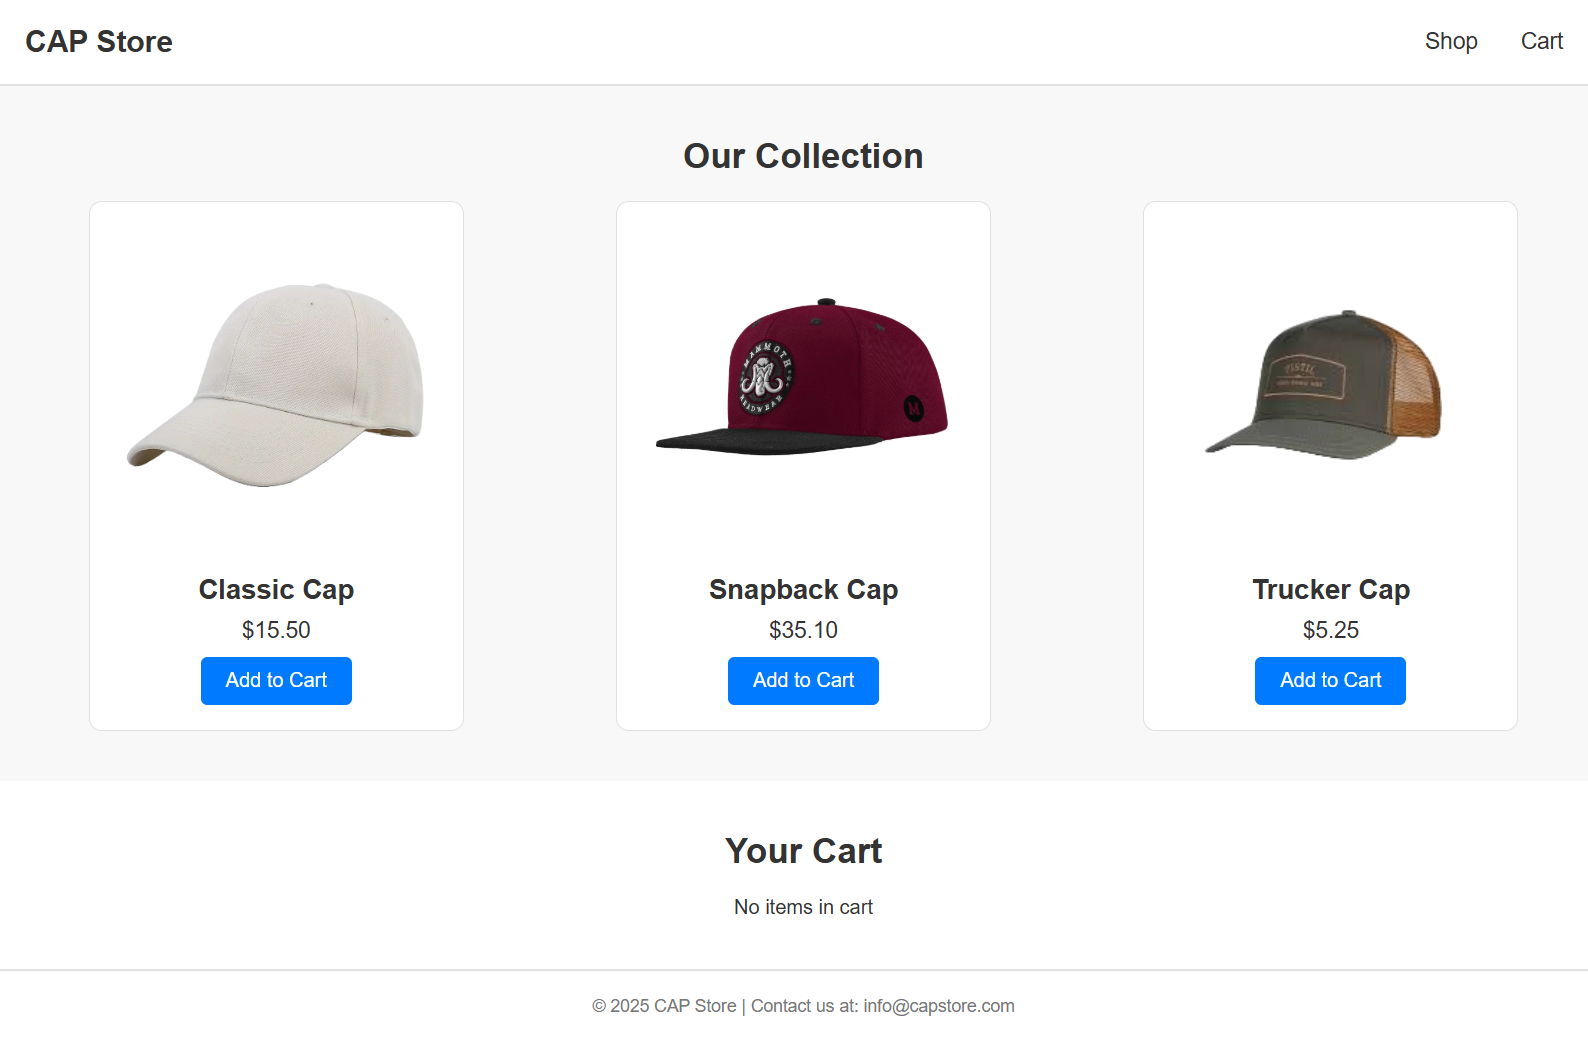 CAP Store
Shop
Cart
Our Collection
MAMMOTH
HEADWEAR
M
PISTIL
Classic Cap
Snapback Cap
Trucker Cap
$15.50
$35.10
$5.25
Add to Cart
Add to Cart
Add to Cart
Your Cart
No items in cart
© 2025 CAP Store | Contact us at: info@capstore.com